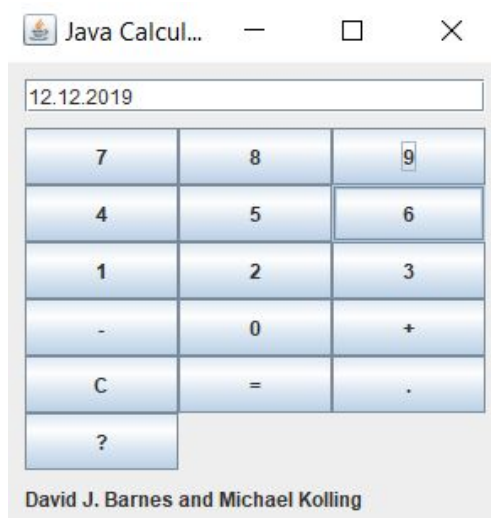 Java Calcul...
12.12.2019
7 8 9
4 5 6
1 2 3
- 0 +
C = .
?
David J. Barnes and Michael Kolling